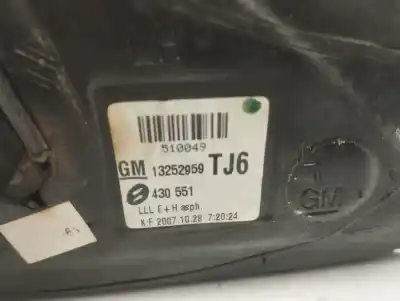 510049
GM 13252959 TJ6
430 551
LLL E+H asph.
X:F 2007.10.28 7:20:24
GM